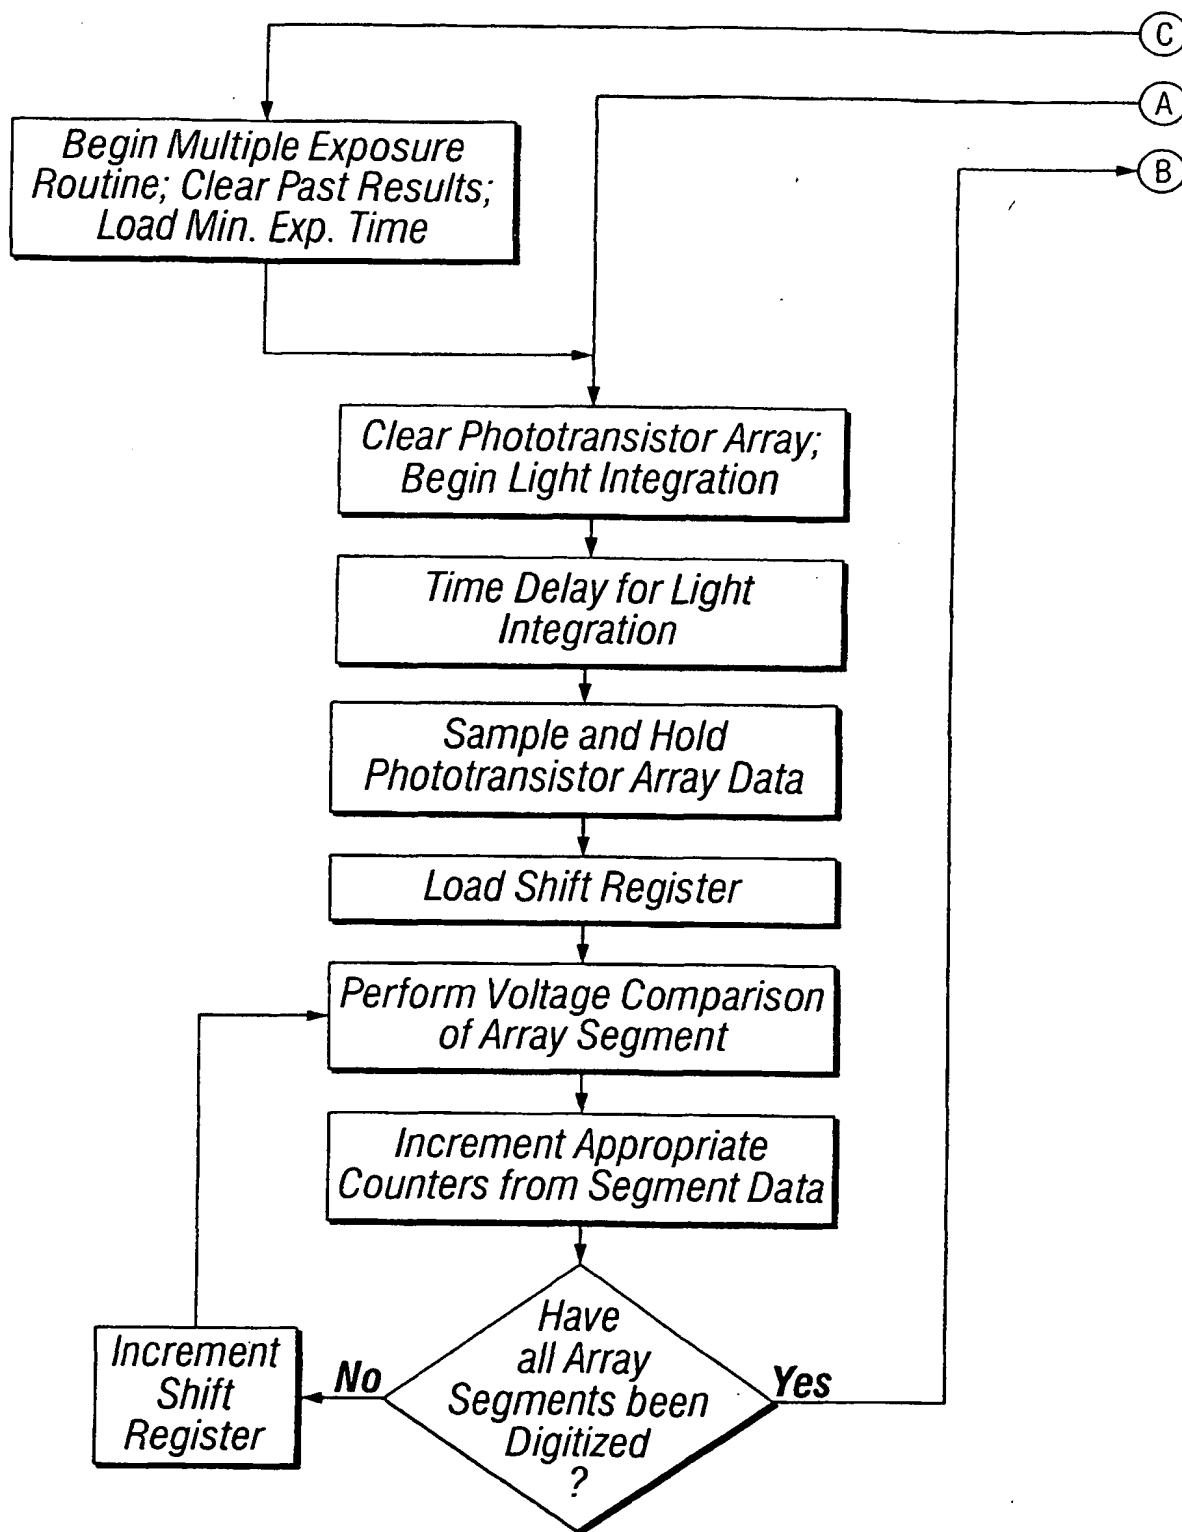 C
A
B
Begin Multiple Exposure
Routine; Clear Past Results;
Load Min. Exp. Time
Clear Phototransistor Array;
Begin Light Integration
Time Delay for Light
Integration
Sample and Hold
Phototransistor Array Data
Load Shift Register
Perform Voltage Comparison
of Array Segment
Increment Appropriate
Counters from Segment Data
Have
all Array
Segments been
Digitized
?
No
Yes
Increment
Shift
Register